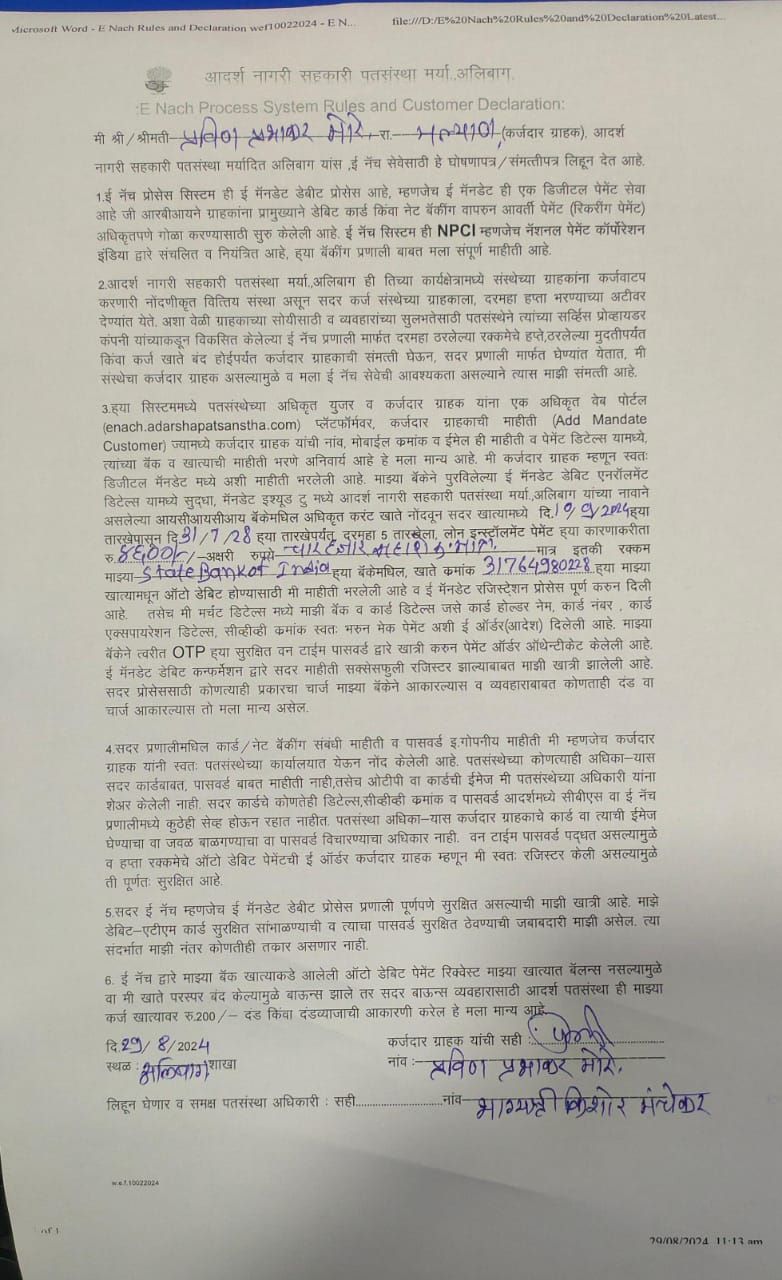 Microsoft Word - E Nach Rules and Declaration wef10022024 - E N... file:///D:/E%20Nach%20Rules%20and%20Declaration%20Latest...
आदर्श नागरी सहकारी पतसंस्था मर्या.,अलिबाग.
:E Nach Process System Rules and Customer Declaration:
मी श्री / श्रीमती- प्रविण प्रभाकर मोरे, रा.- (कर्जदार ग्राहक), आदर्श
नागरी सहकारी पतसंस्था मर्यादित अलिबाग यांस ,ई नॅच सेवेसाठी हे घोषणापत्र/संमत्तीपत्र लिहून देत आहे.
1.ई नॅच प्रोसेस सिस्टम ही ई मॅनडेट डेबीट प्रोसेस आहे, म्हणजेच ई मॅनडेट ही एक डिजीटल पेमेंट सेवा
आहे जी आरबीआयने ग्राहकांना प्रामुख्याने डेबिट कार्ड किंवा नेट बॅकींग वापरुन आवर्ती पेमेंट (रिकरींग पेमेंट)
अधिकृतपणे गोळा करण्यासाठी सुरु केलेली आहे. ई नॅच सिस्टम ही NPCI म्हणजेच नॅशनल पेमेंट कॉर्पोरेशन
इंडिया द्वारे संचलित व नियंत्रित आहे, ह्या बॅकींग प्रणाली बाबत मला संपूर्ण माहीती आहे.
2.आदर्श नागरी सहकारी पतसंस्था मर्या.,अलिबाग ही तिच्या कार्यक्षेत्रामध्ये संस्थेच्या ग्राहकांना कर्जवाटप
करणारी नोंदणीकृत वित्तिय संस्था असून सदर कर्ज संस्थेच्या ग्राहकाला, दरमहा हप्ता भरण्याच्या अटीवर
देण्यांत येते. अशा वेळी ग्राहकाच्या सोयीसाठी व व्यवहारांच्या सुलभतेसाठी पतसंस्थेने त्यांच्या सर्व्हिस प्रोव्हायडर
कंपनी यांच्याकडून विकसित केलेल्या ई नॅच प्रणाली मार्फत दरमहा ठरलेल्या रक्कमेचे हप्ते,ठरलेल्या मुदतीपर्यत
किंवा कर्ज खाते बंद होईपर्यत कर्जदार ग्राहकाची संमत्ती घेऊन, सदर प्रणाली मार्फत घेण्यांत येतात, मी
संस्थेचा कर्जदार ग्राहक असल्यामुळे व मला ई नॅच सेवेची आवश्यकता असल्याने त्यास माझी संमत्ती आहे.
3.ह्या सिस्टममध्ये पतसंस्थेच्या अधिकृत युजर व कर्जदार ग्राहक यांना एक अधिकृत वेब पोर्टल
(enach.adarshapatsanstha.com) प्लॅटफॉर्मवर, कर्जदार ग्राहकाची माहीती (Add Mandate
Customer) ज्यामध्ये कर्जदार ग्राहक यांची नांव, मोबाईल क्रमांक व ईमेल ही माहीती व पेमेंट डिटेल्स यामध्ये,
त्यांच्या बॅक व खात्याची माहीती भरणे अनिवार्य आहे हे मला मान्य आहे. मी कर्जदार ग्राहक म्हणून स्वतः
डिजीटल मॅनडेट मध्ये अशी माहीती भरलेली आहे. माझ्या बॅकेने पुरविलेल्या ई मॅनडेट डेबिट एनरॉलमेंट
डिटेल्स यामध्ये सुद्धा, मॅनडेट इश्यूड टु मध्ये आदर्श नागरी सहकारी पतसंस्था मर्या.,अलिबाग यांच्या नावाने
असलेल्या आयसीआयसीआय बॅकेमधिल अधिकृत करंट खाते नोंदवून सदर खात्यामध्ये दि. ह्या
तारखेपासून दि.31/7/28 ह्या तारखेपर्यंत, दरमहा 5 तारखेला, लोन इन्स्टॉलमेंट पेमेंट ह्या कारणाकरीता
रु. /-अक्षरी रुपये मात्र इतकी रक्कम
माझ्या- State Bank of India ह्या बॅकेमधिल, खाते क्रमांक 31764980228 ह्या माझ्या
खात्यामधून ऑटो डेबिट होण्यासाठी मी माहीती भरलेली आहे व ई मॅनडेट रजिस्ट्रेशन प्रोसेस पूर्ण करुन दिली
आहे. तसेच मी मर्चंट डिटेल्स मध्ये माझी बॅक व कार्ड डिटेल्स जसे कार्ड होल्डर नेम, कार्ड नंबर , कार्ड
एक्सपायरेशन डिटेल्स, सीव्हीव्ही क्रमांक स्वतः भरुन मेक पेमेंट अशी ई ऑर्डर(आदेश) दिलेली आहे. माझ्या
बॅकेने त्वरीत OTP ह्या सुरक्षित वन टाईम पासवर्ड द्वारे खात्री करुन पेमेंट ऑर्डर ऑथेन्टीकेट केलेली आहे.
ई मॅनडेट डेबिट कन्फर्मेशन द्वारे सदर माहीती सक्सेसफुली रजिस्टर झाल्याबाबत माझी खात्री झालेली आहे.
सदर प्रोसेससाठी कोणत्याही प्रकारचा चार्ज माझ्या बॅकेने आकारल्यास व व्यवहाराबाबत कोणताही दंड वा
चार्ज आकारल्यास तो मला मान्य असेल.
4.सदर प्रणालीमधिल कार्ड/नेट बॅकींग संबंधी माहीती व पासवर्ड इ.गोपनीय माहीती मी म्हणजेच कर्जदार
ग्राहक यांनी स्वतः पतसंस्थेच्या कार्यालयात येऊन नोंद केलेली आहे. पतसंस्थेच्या कोणत्याही अधिका–यास
सदर कार्डबाबत, पासवर्ड बाबत माहीती नाही,तसेच ओटीपी वा कार्डची ईमेज मी पतसंस्थेच्या अधिकारी यांना
शेअर केलेली नाही. सदर कार्डचे कोणतेही डिटेल्स,सीव्हीव्ही क्रमांक व पासवर्ड आदर्शमध्ये सीबीएस वा ई नॅच
प्रणालीमध्ये कुठेही सेव्ह होऊन रहात नाहीत. पतसंस्था अधिका–यास कर्जदार ग्राहकाचे कार्ड वा त्याची ईमेज
घेण्याचा वा जवळ बाळगण्याचा वा पासवर्ड विचारण्याचा अधिकार नाही. वन टाईम पासवर्ड पद्धत असल्यामुळे
व हप्ता रक्कमेचे ऑटो डेबिट पेमेंटची ई ऑर्डर कर्जदार ग्राहक म्हणून मी स्वतः रजिस्टर केली असल्यामुळे
ती पूर्णतः सुरक्षित आहे.
5.सदर ई नॅच म्हणजेच ई मॅनडेट डेबीट प्रोसेस प्रणाली पूर्णपणे सुरक्षित असल्याची माझी खात्री आहे. माझे
डेबिट–एटीएम कार्ड सुरक्षित सांभाळण्याची व त्याचा पासवर्ड सुरक्षित ठेवण्याची जबाबदारी माझी असेल. त्या
संदर्भात माझी नंतर कोणतीही तकार असणार नाही.
6. ई नॅच द्वारे माझ्या बॅक खात्याकडे आलेली ऑटो डेबिट पेमेंट रिक्वेस्ट माझ्या खात्यात बॅलन्स नसल्यामुळे
वा मी खाते परस्पर बंद केल्यामुळे बाऊन्स झाले तर सदर बाऊन्स व्यवहारासाठी आदर्श पतसंस्था ही माझ्या
कर्ज खात्यावर रु.200/– दंड किंवा दंडव्याजाची आकारणी करेल हे मला मान्य आहे.
दि.29/8/2024 कर्जदार ग्राहक यांची सही :
स्थळ : अलिबाग शाखा नांव :- प्रविण प्रभाकर मोरे.
लिहून घेणार व समक्ष पतसंस्था अधिकारी : सही..............................नांव- भाग्यश्री किशोर मंचेकर
w.e.f.10022024
1 of 1
29/08/2024 11:13 am